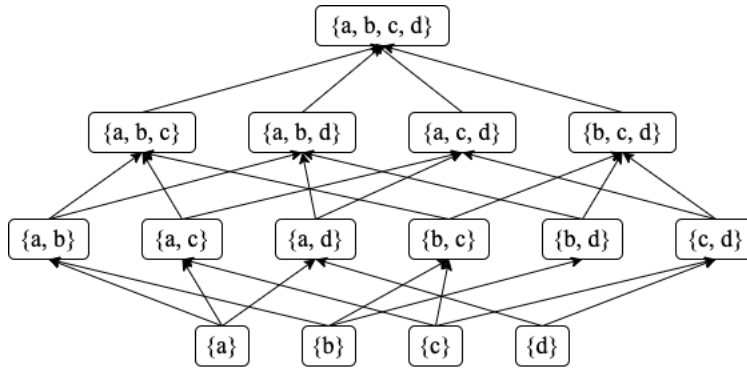 {a, b, c, d}
{a, b, c} {a, b, d} {a, c, d} {b, c, d}
{a, b} {a, c} {a, d} {b, c} {b, d} {c, d}
{a} {b} {c} {d}